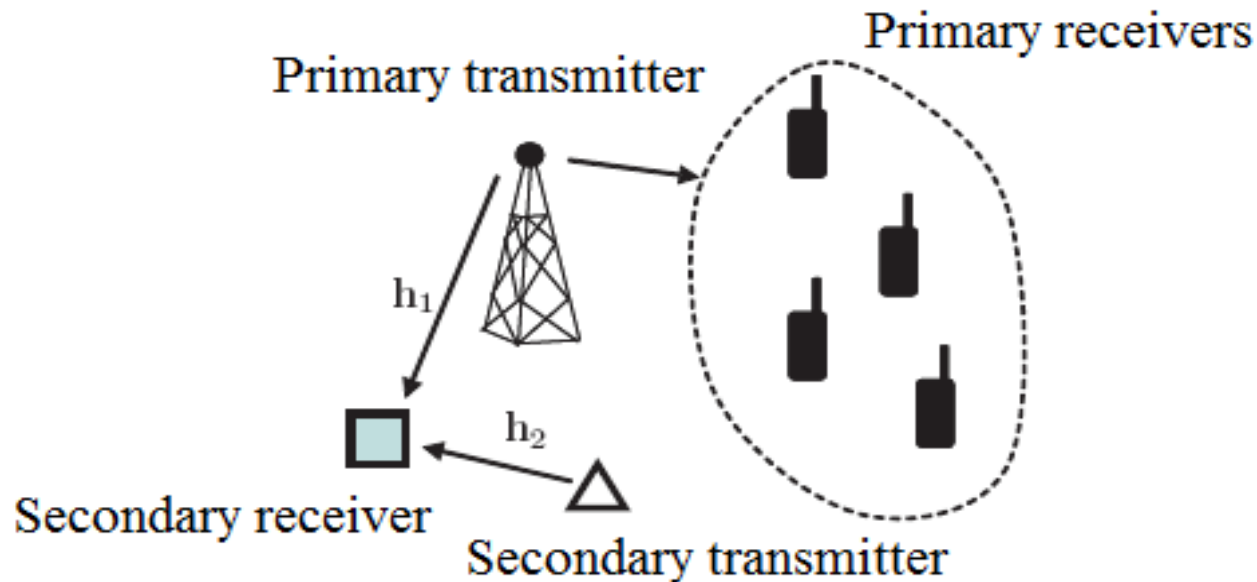 Primary receivers
Primary transmitter
h₁
h₂
Secondary receiver
Secondary transmitter